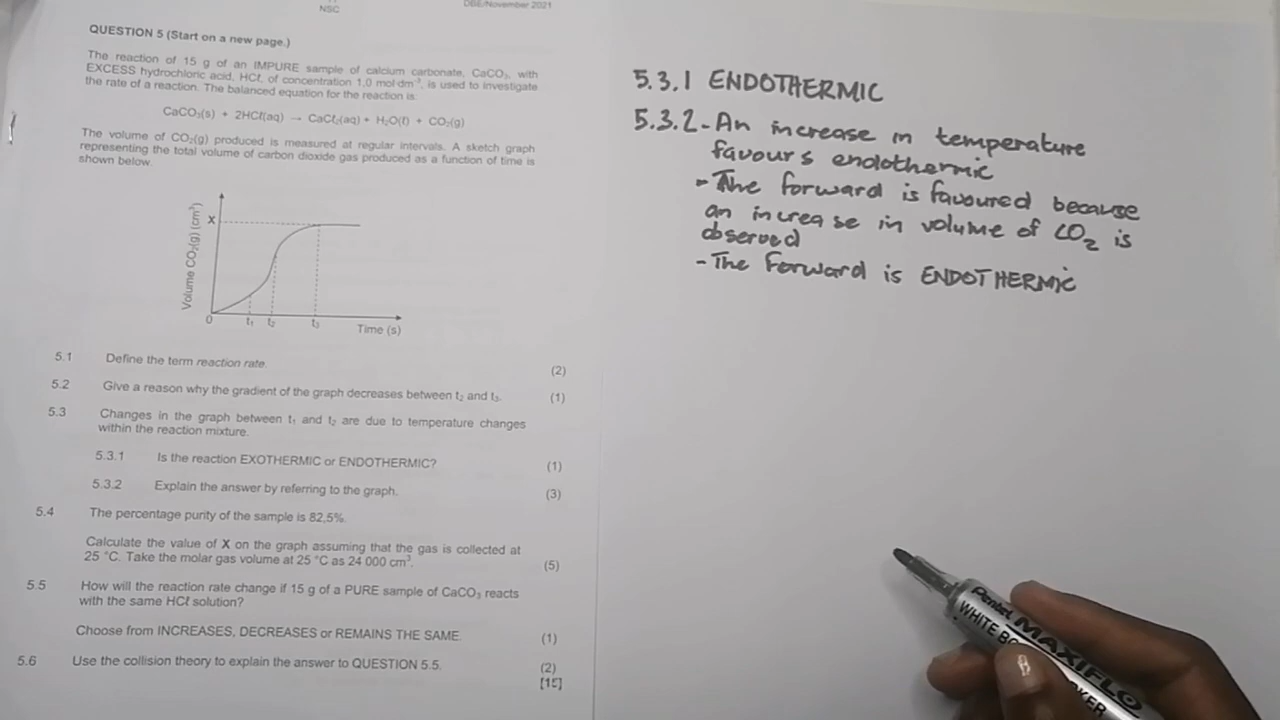 NSC
DBE/November 2021
QUESTION 5 (Start on a new page.)
The reaction of 15 g of an IMPURE sample of calcium carbonate, CaCO₃, with
EXCESS hydrochloric acid, HCℓ, of concentration 1,0 mol·dm⁻³, is used to investigate
the rate of a reaction. The balanced equation for the reaction is:
CaCO₃(s) + 2HCℓ(aq) → CaCℓ₂(aq) + H₂O(ℓ) + CO₂(g)
The volume of CO₂(g) produced is measured at regular intervals. A sketch graph
representing the total volume of carbon dioxide gas produced as a function of time is
shown below.
Volume CO₂(g) (cm³)
X
0
t₁
t₂
t₃
Time (s)
5.1 Define the term reaction rate. (2)
5.2 Give a reason why the gradient of the graph decreases between t₂ and t₃. (1)
5.3 Changes in the graph between t₁ and t₂ are due to temperature changes
within the reaction mixture.
5.3.1 Is the reaction EXOTHERMIC or ENDOTHERMIC? (1)
5.3.2 Explain the answer by referring to the graph. (3)
5.4 The percentage purity of the sample is 82,5%.
Calculate the value of X on the graph assuming that the gas is collected at
25 °C. Take the molar gas volume at 25 °C as 24 000 cm³. (5)
5.5 How will the reaction rate change if 15 g of a PURE sample of CaCO₃ reacts
with the same HCℓ solution?
Choose from INCREASES, DECREASES or REMAINS THE SAME. (1)
5.6 Use the collision theory to explain the answer to QUESTION 5.5. (2)
[15]
5.3.1 ENDOTHERMIC
5.3.2 - An increase in temperature
favours endothermic
- The forward is favoured because
an increase in volume of CO₂ is
observed
- The forward is ENDOTHERMIC
Pentel MAXIFLO
WHITE BO
KER